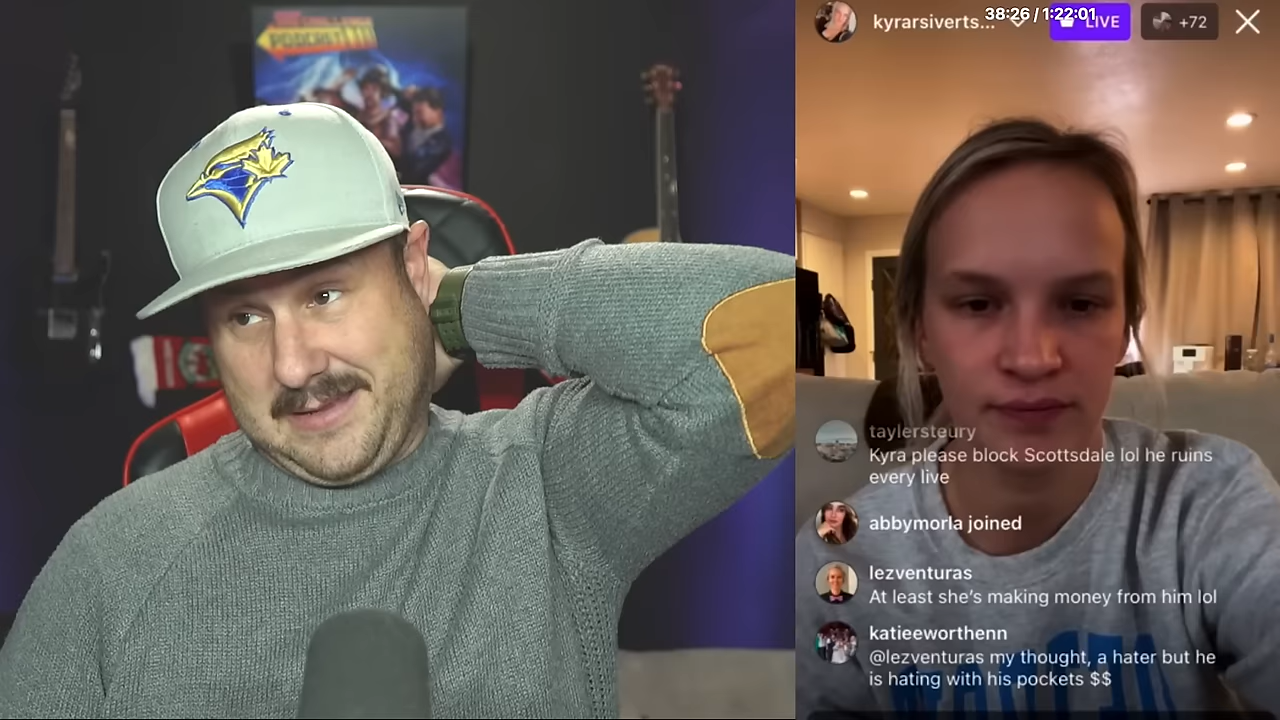 PODCAST
kyrarsiverts...
38:26 / 1:22:01
LIVE
+72
taylersteury
Kyra please block Scottsdale lol he ruins
every live
abbymorla joined
lezventuras
At least she's making money from him lol
katieeworthenn
@lezventuras my thought, a hater but he
is hating with his pockets $$